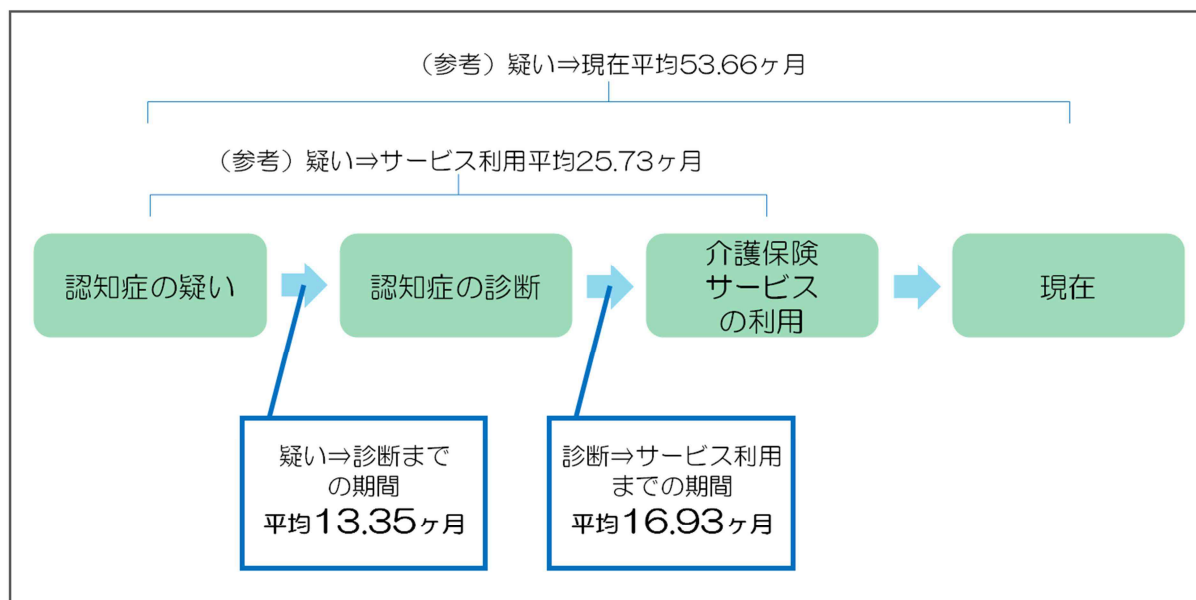 （参考）疑い⇒現在平均53.66ヶ月
（参考）疑い⇒サービス利用平均25.73ヶ月
認知症の疑い
認知症の診断
介護保険
サービス
の利用
現在
疑い⇒診断まで
の期間
平均13.35ヶ月
診断⇒サービス利用
までの期間
平均16.93ヶ月